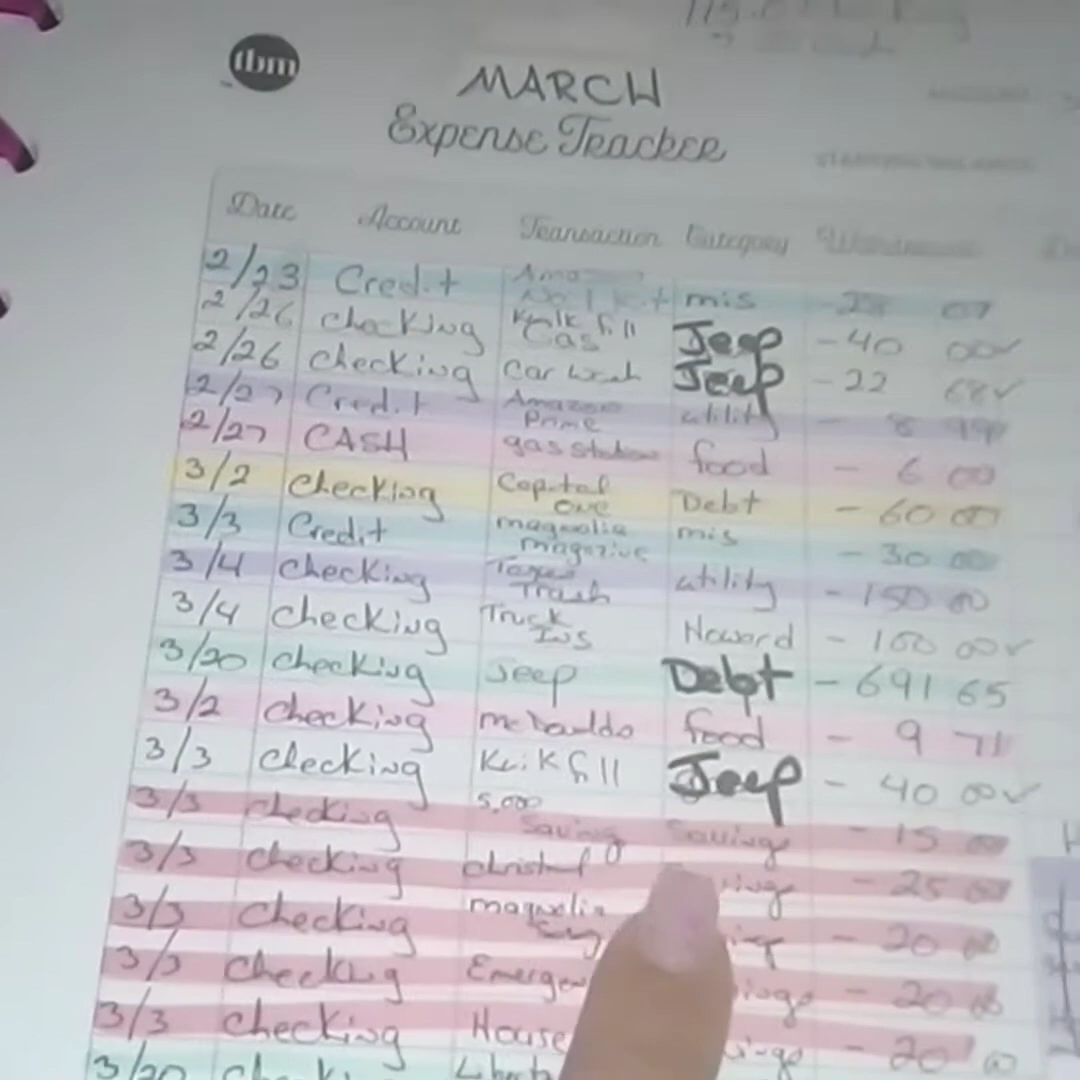 tbm
MARCH
Expense Tracker
Date Account Transaction Category
2/23 Credit mis
2/26 checking Kwik fill Gas Jeep -40 00✓
2/26 checking Car wash Jeep -22 68✓
2/27 Credit Amazon Prime utility - 8 99
2/27 CASH gas station food - 6 00
3/2 checking Capital one Debt - 60 00
3/3 Credit magnolia magazine mis - 30 00
3/4 checking Trash utility - 150 00
3/4 checking Truck Ins Howard - 100 00✓
3/20 checking Jeep Debt - 691 65
3/2 checking mcDonalds food - 9 71
3/3 checking Kwik fill Jeep - 40 00✓
3/3 checking 5,000 Saving Savings - 15 00
3/3 checking - 25 00
3/3 checking magnolia - 20 00
3/3 checking Emergen - 20 00
3/3 checking House - 20 00
3/20